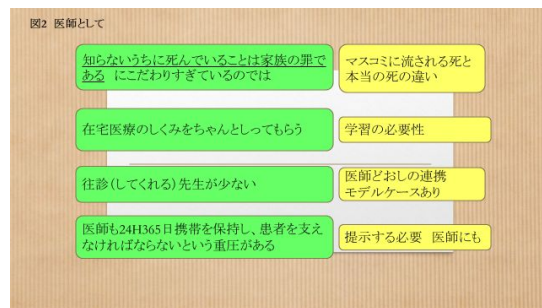 図2 医師として
知らないうちに死んでいることは家族の罪で
ある にこだわりすぎているのでは
マスコミに流される死と
本当の死の違い
在宅医療のしくみをちゃんとしってもらう
学習の必要性
往診(してくれる)先生が少ない
医師どおしの連携
モデルケースあり
医師も24H365日携帯を保持し、患者を支え
なければならないという重圧がある
提示する必要 医師にも